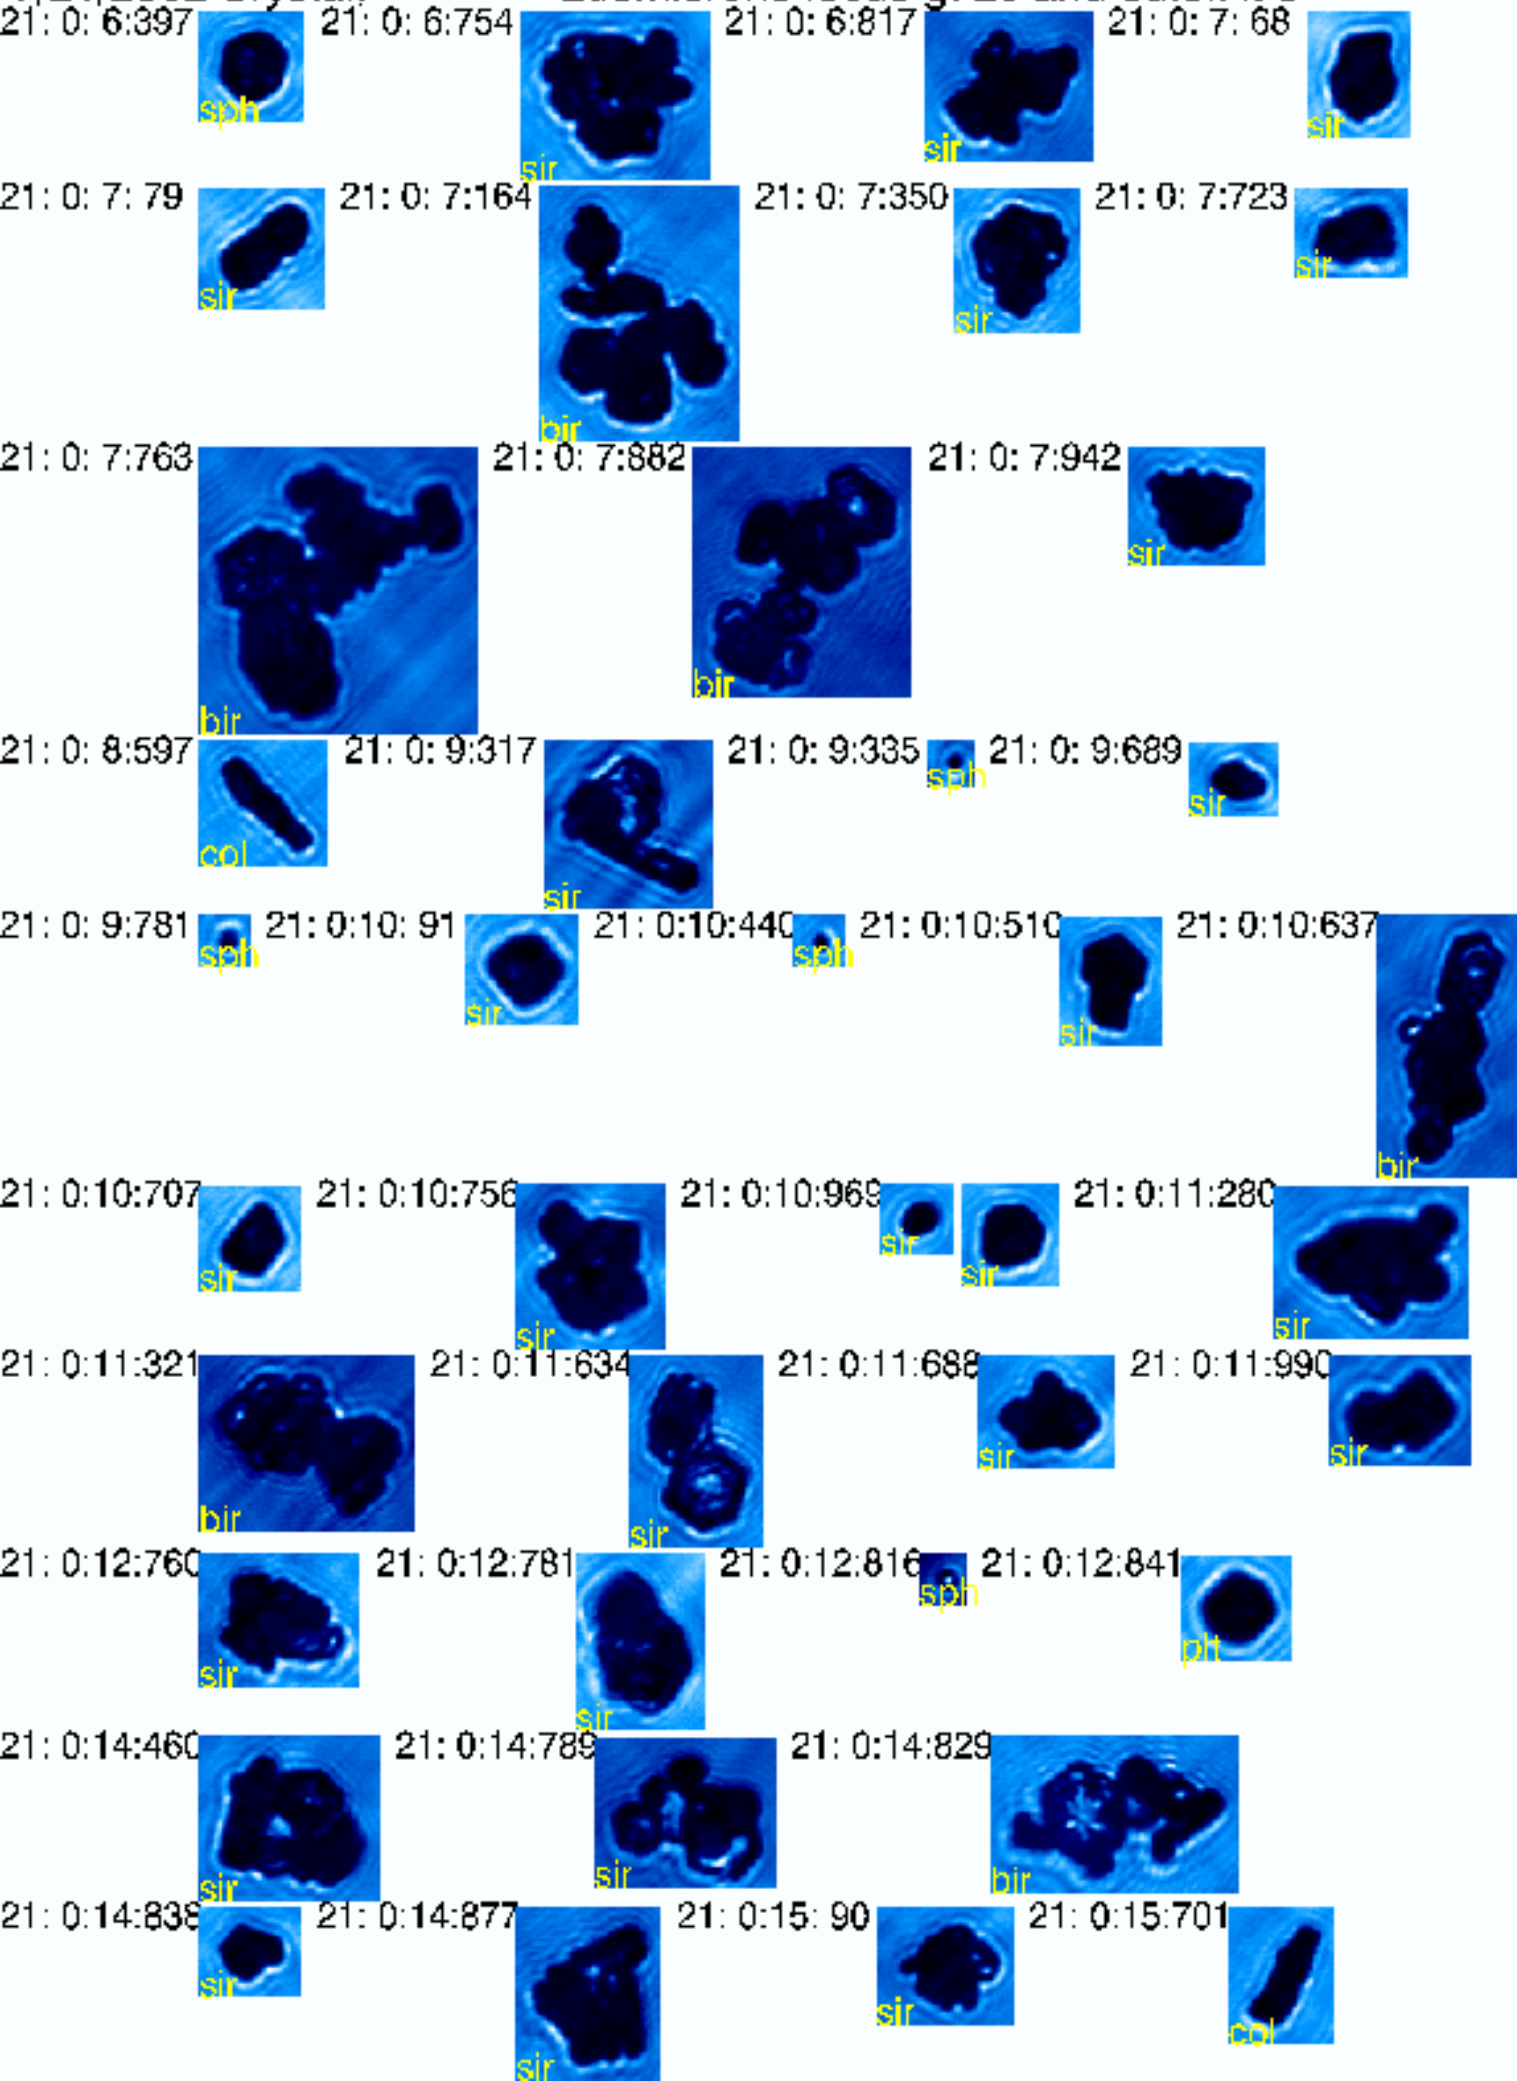 21: 0: 6:397 21: 0: 6:754 21: 0: 6:817 21: 0: 7: 68
sph sir sir sir
21: 0: 7: 79 21: 0: 7:164 21: 0: 7:350 21: 0: 7:723
sir bir sir sir
21: 0: 7:763 21: 0: 7:882 21: 0: 7:942
bir bir sir
21: 0: 8:597 21: 0: 9:317 21: 0: 9:335 21: 0: 9:689
col sir sph sir
21: 0: 9:781 21: 0:10: 91 21: 0:10:440 21: 0:10:510 21: 0:10:637
sph sir sph sir bir
21: 0:10:707 21: 0:10:756 21: 0:10:969 21: 0:11:280
sir sir sir sir sir
21: 0:11:321 21: 0:11:634 21: 0:11:688 21: 0:11:990
bir sir sir sir
21: 0:12:760 21: 0:12:781 21: 0:12:816 21: 0:12:841
sir sir sph plt
21: 0:14:460 21: 0:14:789 21: 0:14:829
sir sir bir
21: 0:14:838 21: 0:14:877 21: 0:15: 90 21: 0:15:701
sir sir sir col